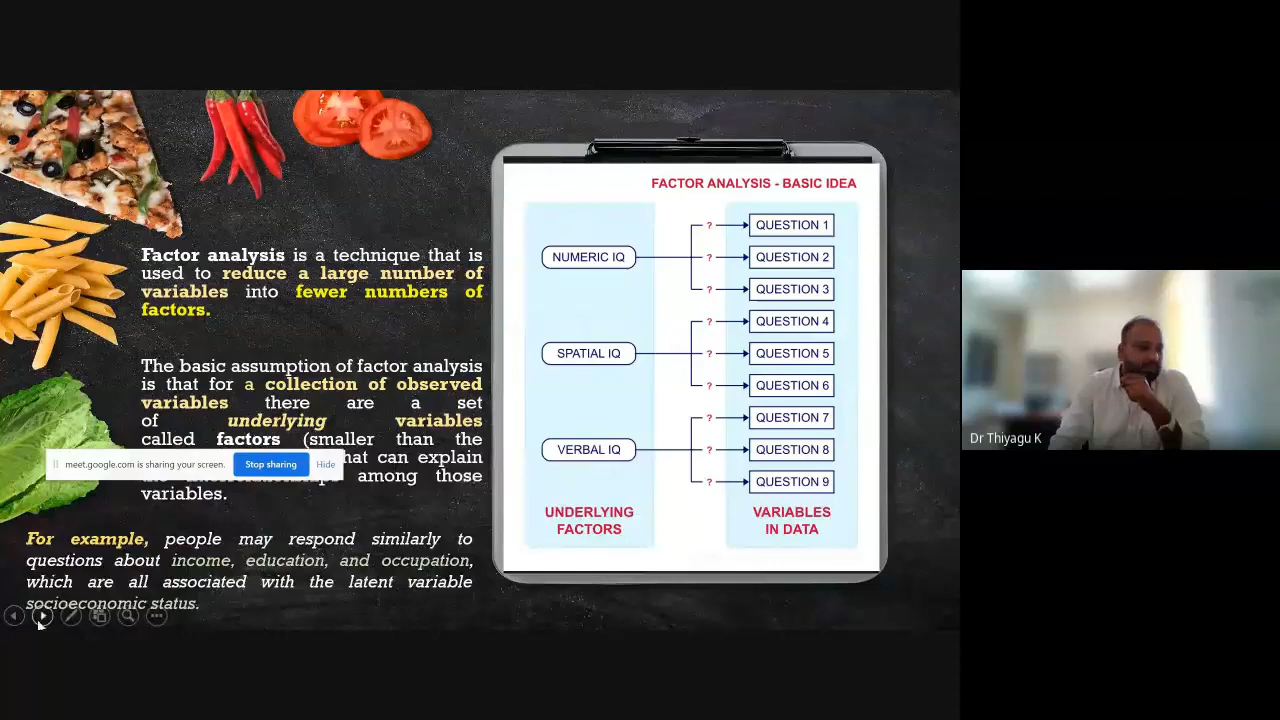 Factor analysis is a technique that is
used to reduce a large number of
variables into fewer numbers of
factors.
The basic assumption of factor analysis
is that for a collection of observed
variables there are a set
of underlying variables
called factors (smaller than the
that can explain
among those
variables.
meet.google.com is sharing your screen. Stop sharing Hide
For example, people may respond similarly to
questions about income, education, and occupation,
which are all associated with the latent variable
socioeconomic status.
FACTOR ANALYSIS - BASIC IDEA
NUMERIC IQ
SPATIAL IQ
VERBAL IQ
UNDERLYING
FACTORS
? QUESTION 1
? QUESTION 2
? QUESTION 3
? QUESTION 4
? QUESTION 5
? QUESTION 6
? QUESTION 7
? QUESTION 8
? QUESTION 9
VARIABLES
IN DATA
Dr Thiyagu K